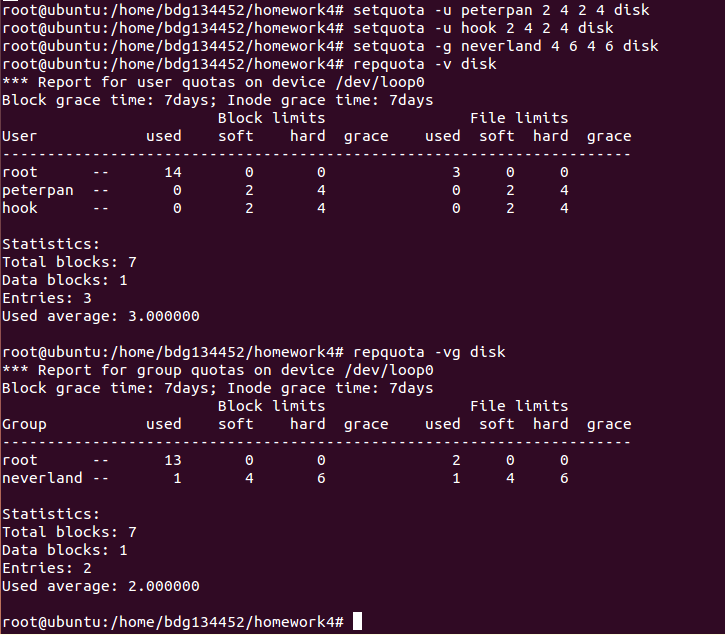 root@ubuntu:/home/bdg134452/homework4# setquota -u peterpan 2 4 2 4 disk
root@ubuntu:/home/bdg134452/homework4# setquota -u hook 2 4 2 4 disk
root@ubuntu:/home/bdg134452/homework4# setquota -g neverland 4 6 4 6 disk
root@ubuntu:/home/bdg134452/homework4# repquota -v disk
*** Report for user quotas on device /dev/loop0
Block grace time: 7days; Inode grace time: 7days
                        Block limits                File limits
User            used    soft    hard  grace    used  soft  hard  grace
----------------------------------------------------------------------
root      --      14       0       0              3     0     0
peterpan  --       0       2       4              0     2     4
hook      --       0       2       4              0     2     4

Statistics:
Total blocks: 7
Data blocks: 1
Entries: 3
Used average: 3.000000

root@ubuntu:/home/bdg134452/homework4# repquota -vg disk
*** Report for group quotas on device /dev/loop0
Block grace time: 7days; Inode grace time: 7days
                        Block limits                File limits
Group           used    soft    hard  grace    used  soft  hard  grace
----------------------------------------------------------------------
root      --      13       0       0              2     0     0
neverland --       1       4       6              1     4     6

Statistics:
Total blocks: 7
Data blocks: 1
Entries: 2
Used average: 2.000000

root@ubuntu:/home/bdg134452/homework4#